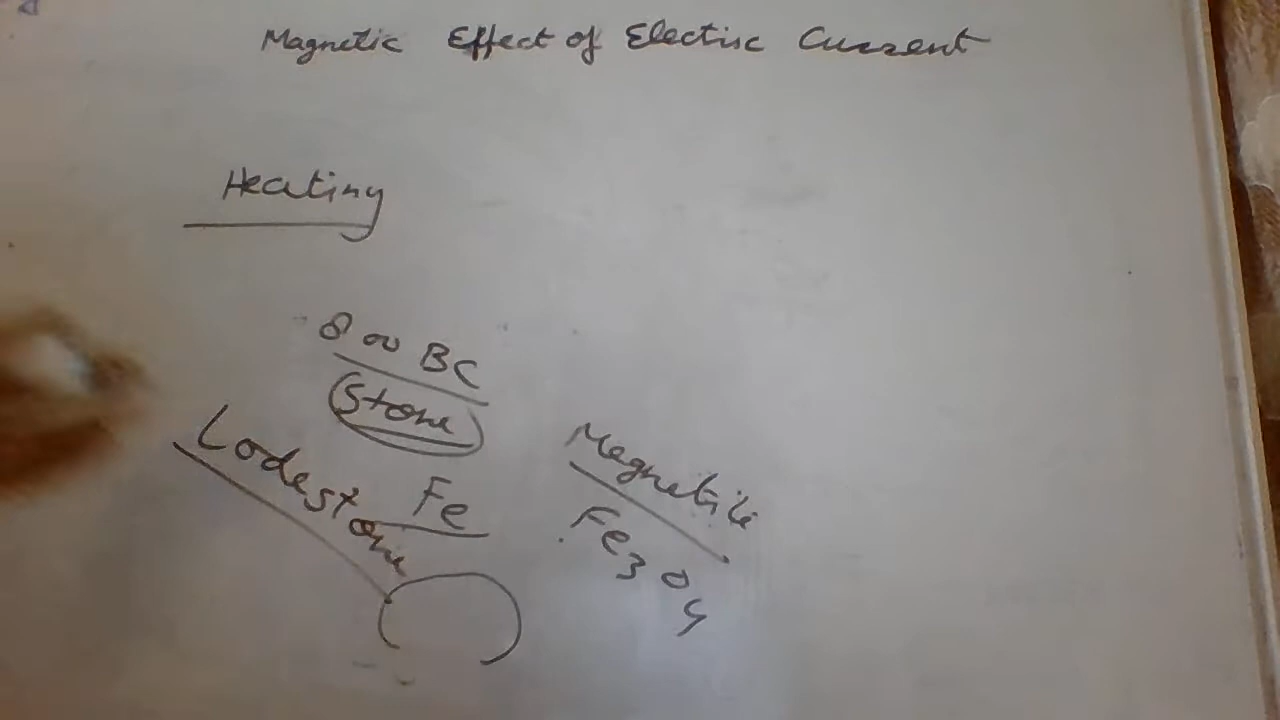 Magnetic Effect of Electric Current
Heating
800 BC
Stone
Lodestone
Fe
Magnetite
Fe3O4